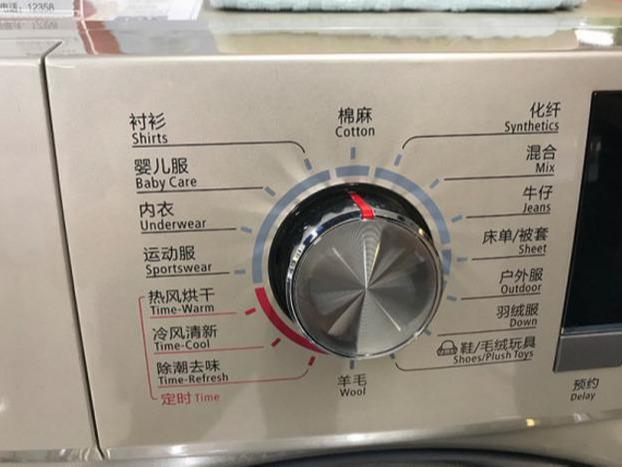 电话：12358
衬衫
Shirts
婴儿服
Baby Care
内衣
Underwear
运动服
Sportswear
热风烘干
Time-Warm
冷风清新
Time-Cool
除潮去味
Time-Refresh
定时 Time
棉麻
Cotton
羊毛
Wool
化纤
Synthetics
混合
Mix
牛仔
Jeans
床单/被套
Sheet
户外服
Outdoor
羽绒服
Down
鞋/毛绒玩具
Shoes/Plush Toys
预约
Delay